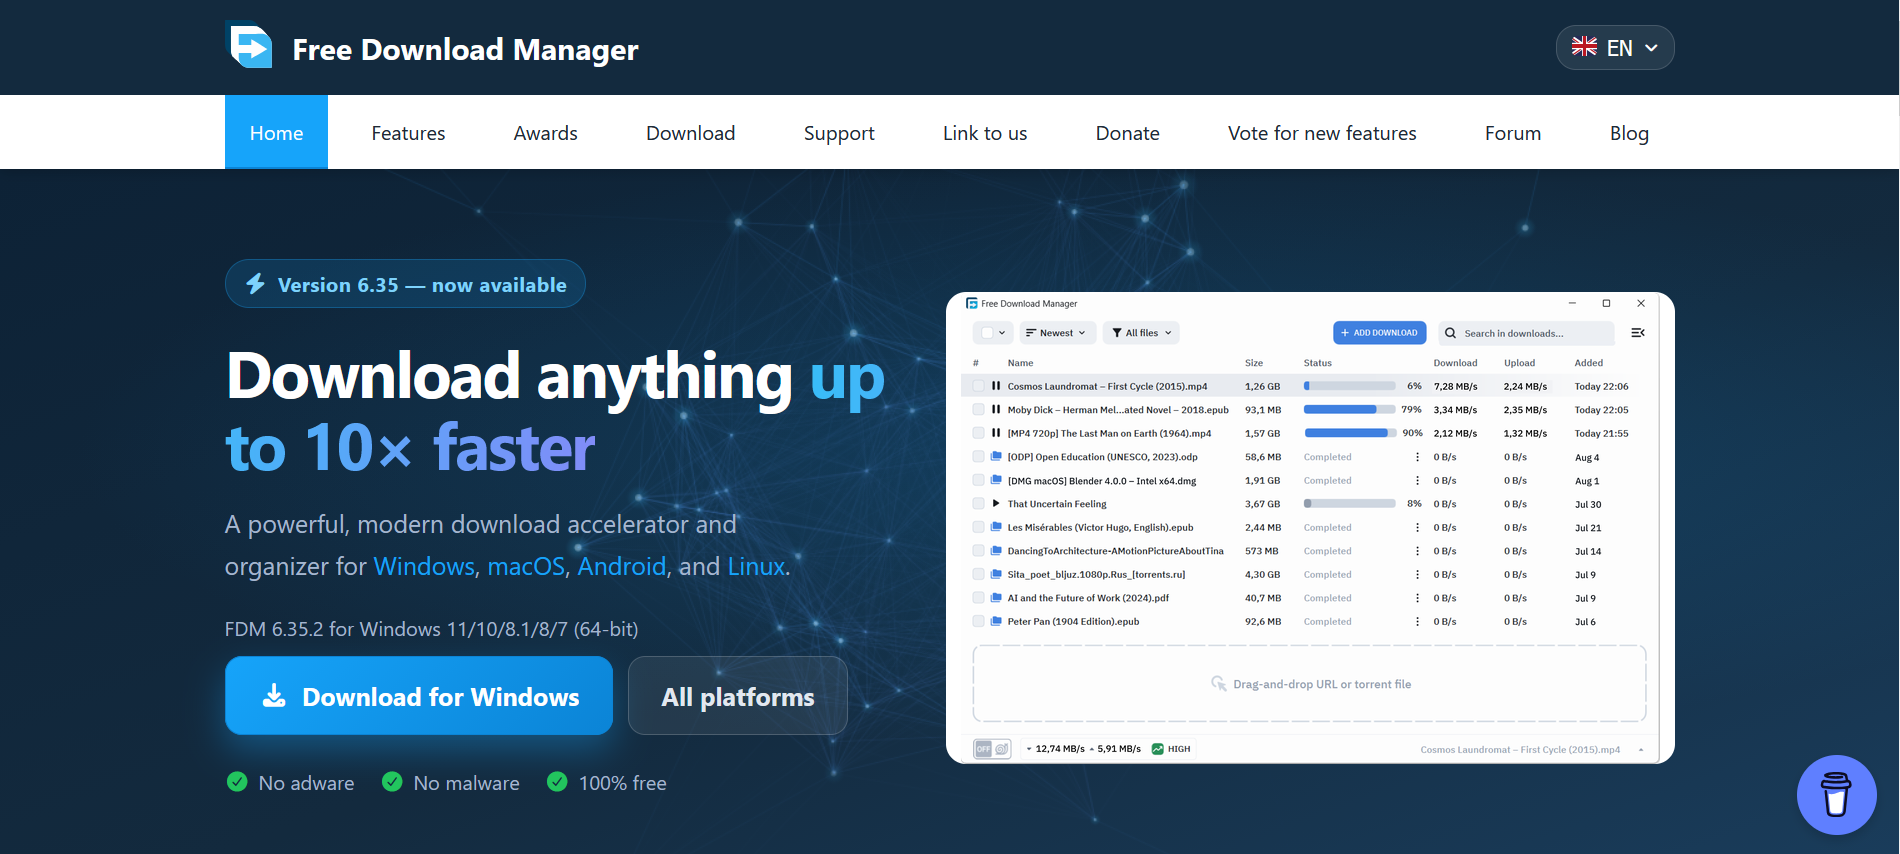 Free Download Manager
EN
Home Features Awards Download Support Link to us Donate Vote for new features Forum Blog
Version 6.35 — now available
Download anything up
to 10× faster
A powerful, modern download accelerator and
organizer for Windows, macOS, Android, and Linux.
FDM 6.35.2 for Windows 11/10/8.1/8/7 (64-bit)
Download for Windows All platforms
No adware No malware 100% free
Free Download Manager
Newest All files + ADD DOWNLOAD Search in downloads...
# Name Size Status Download Upload Added
Cosmos Laundromat – First Cycle (2015).mp4 1,26 GB 6% 7,28 MB/s 2,24 MB/s Today 22:06
Moby Dick – Herman Mel...ated Novel – 2018.epub 93,1 MB 79% 3,34 MB/s 2,35 MB/s Today 22:05
[MP4 720p] The Last Man on Earth (1964).mp4 1,57 GB 90% 2,12 MB/s 1,32 MB/s Today 21:55
[ODP] Open Education (UNESCO, 2023).odp 58,6 MB Completed 0 B/s 0 B/s Aug 4
[DMG macOS] Blender 4.0.0 – Intel x64.dmg 1,91 GB Completed 0 B/s 0 B/s Aug 1
That Uncertain Feeling 3,67 GB 8% 0 B/s 0 B/s Jul 30
Les Misérables (Victor Hugo, English).epub 2,44 MB Completed 0 B/s 0 B/s Jul 21
DancingToArchitecture-AMotionPictureAboutTina 573 MB Completed 0 B/s 0 B/s Jul 14
Sita_poet_bljuz.1080p.Rus_[torrents.ru] 4,30 GB Completed 0 B/s 0 B/s Jul 9
AI and the Future of Work (2024).pdf 40,7 MB Completed 0 B/s 0 B/s Jul 9
Peter Pan (1904 Edition).epub 92,6 MB Completed 0 B/s 0 B/s Jul 6
Drag-and-drop URL or torrent file
OFF 12,74 MB/s 5,91 MB/s HIGH Cosmos Laundromat – First Cycle (2015).mp4